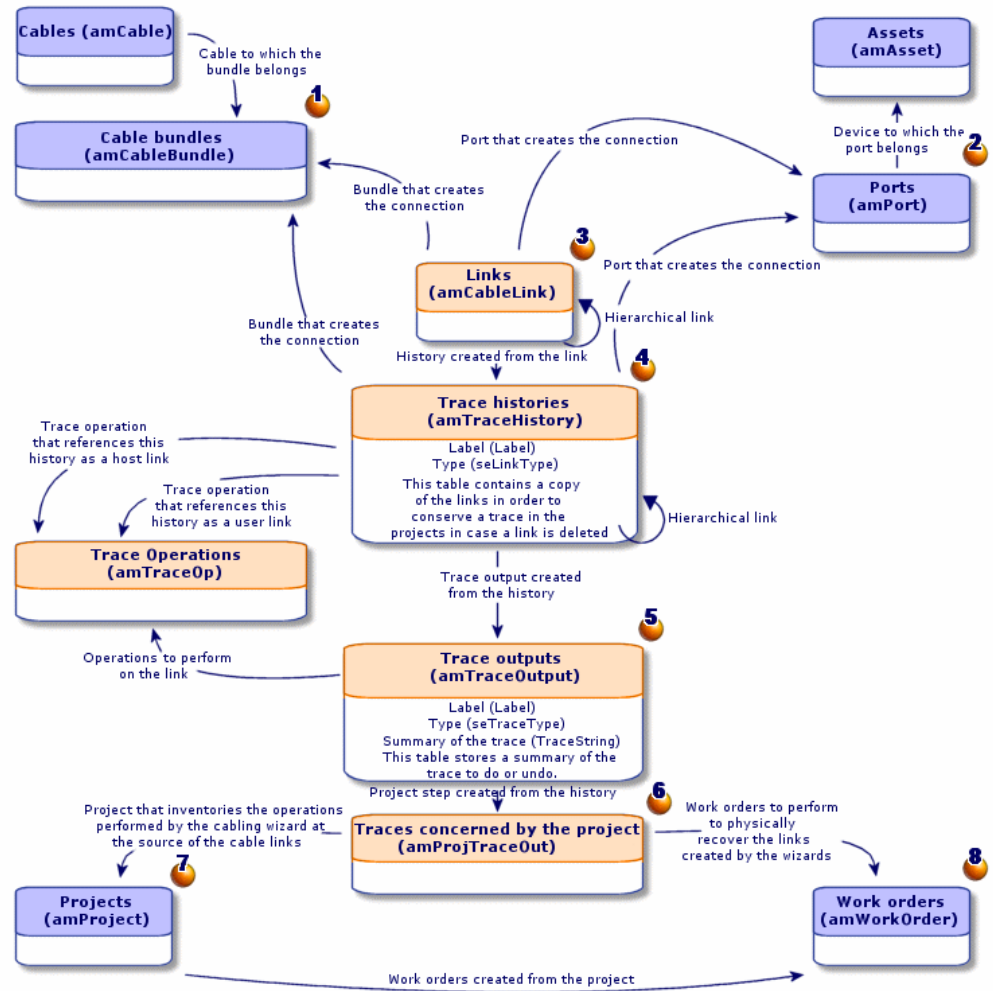 Cables (amCable)
Cable to which the
bundle belongs
1
Cable bundles
(amCableBundle)
Assets
(amAsset)
Device to which the
port belongs
2
Ports
(amPort)
Port that creates the connection
Bundle that creates
the connection
3
Links
(amCableLink)
Hierarchical link
Port that creates the connection
Bundle that creates
the connection
History created from the link
4
Trace histories
(amTraceHistory)
Label (Label)
Type (seLinkType)
This table contains a copy
of the links in order to
conserve a trace in the
projects in case a link is deleted
Hierarchical link
Trace operation
that references this
history as a host link
Trace operation
that references this
history as a user link
Trace Operations
(amTraceOp)
Trace output created
from the history
Operations to perform
on the link
5
Trace outputs
(amTraceOutput)
Label (Label)
Type (seTraceType)
Summary of the trace (TraceString)
This table stores a summary of the
trace to do or undo.
Project step created from the history
6
Traces concerned by the project
(amProjTraceOut)
Project that inventories the operations
performed by the cabling wizard at
the source of the cable links
Work orders to perform
to physically
recover the links
created by the wizards
7
Projects
(amProject)
8
Work orders
(amWorkOrder)
Work orders created from the project